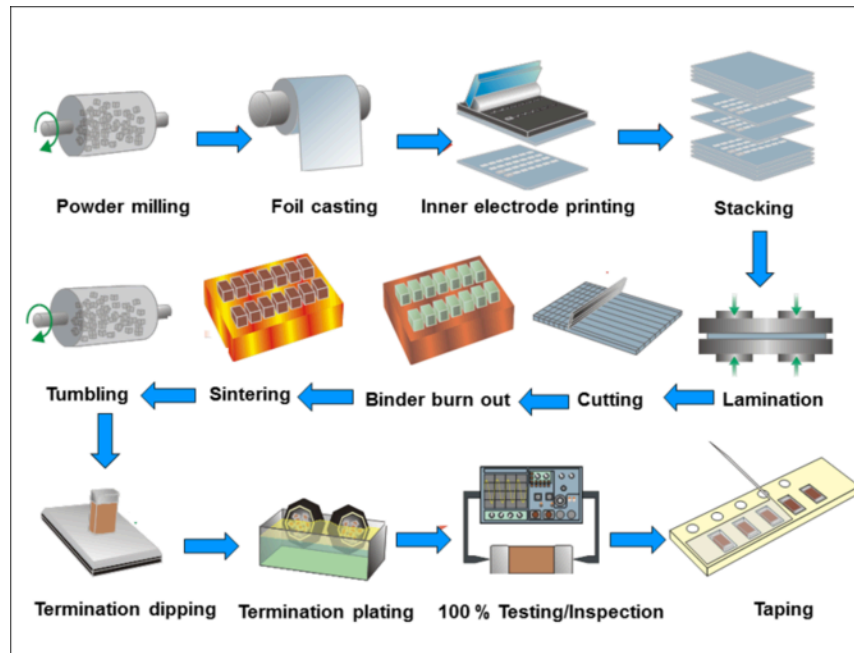 Powder milling
Foil casting
Inner electrode printing
Stacking
Tumbling
Sintering
Binder burn out
Cutting
Lamination
Termination dipping
Termination plating
100 % Testing/Inspection
Taping